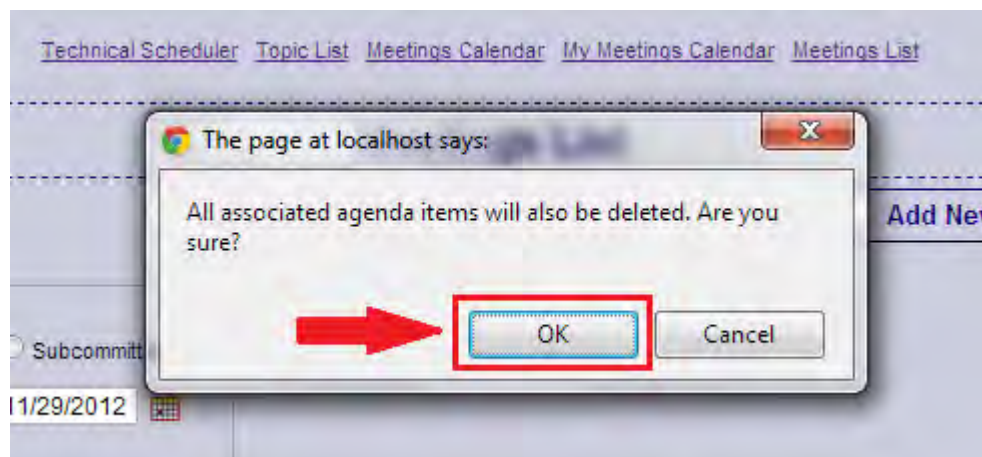 Technical Scheduler Topic List Meetings Calendar My Meetings Calendar Meetings List
The page at localhost says:
All associated agenda items will also be deleted. Are you
sure?
Add Ne
OK Cancel
Subcommitt
11/29/2012